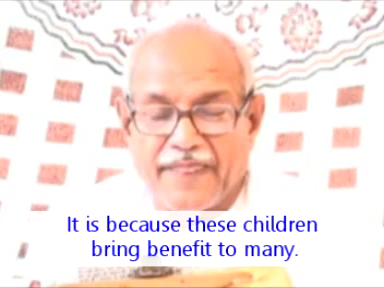 It is because these children
bring benefit to many.